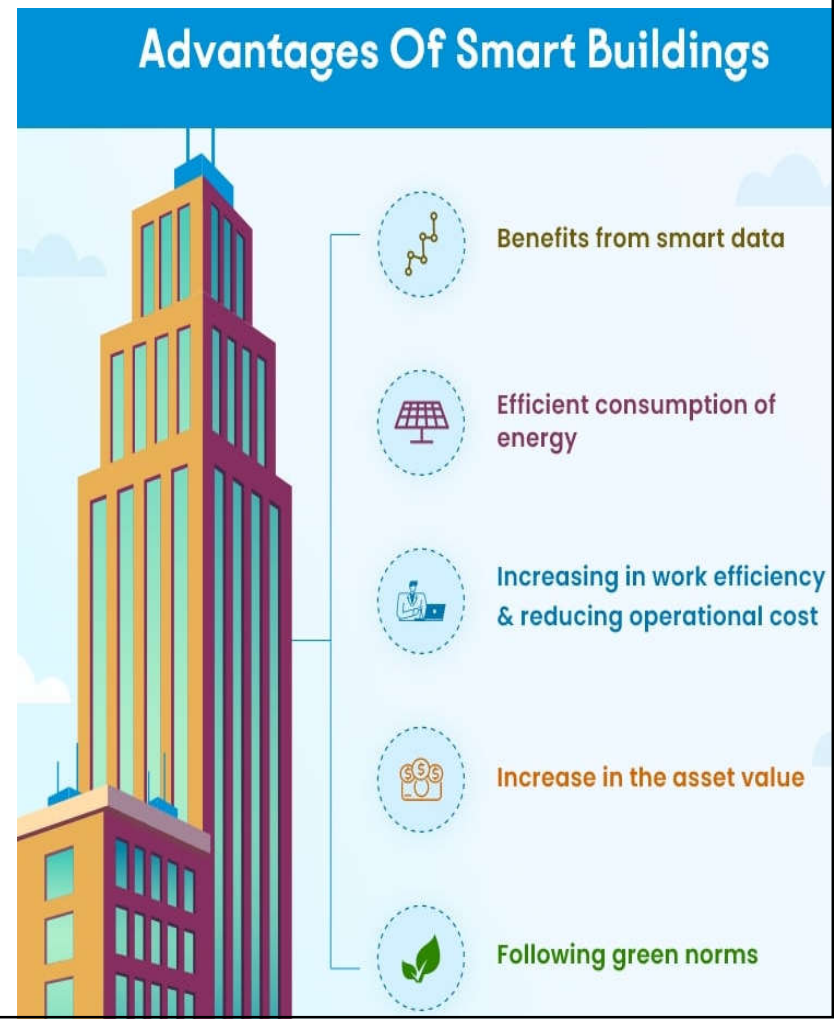 Advantages Of Smart Buildings
Benefits from smart data
Efficient consumption of
energy
Increasing in work efficiency
& reducing operational cost
Increase in the asset value
Following green norms